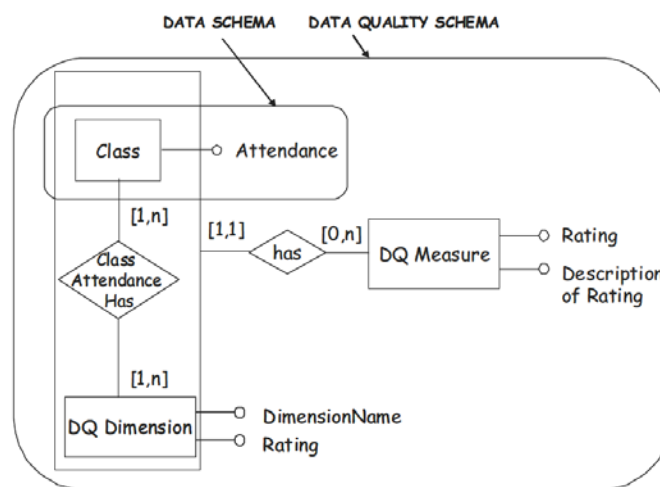 DATA SCHEMA DATA QUALITY SCHEMA
Class
Attendance
[1,n]
[1,1]
[0,n]
Class
Attendance
Has
has
DQ Measure
Rating
Description
of Rating
[1,n]
DQ Dimension
DimensionName
Rating